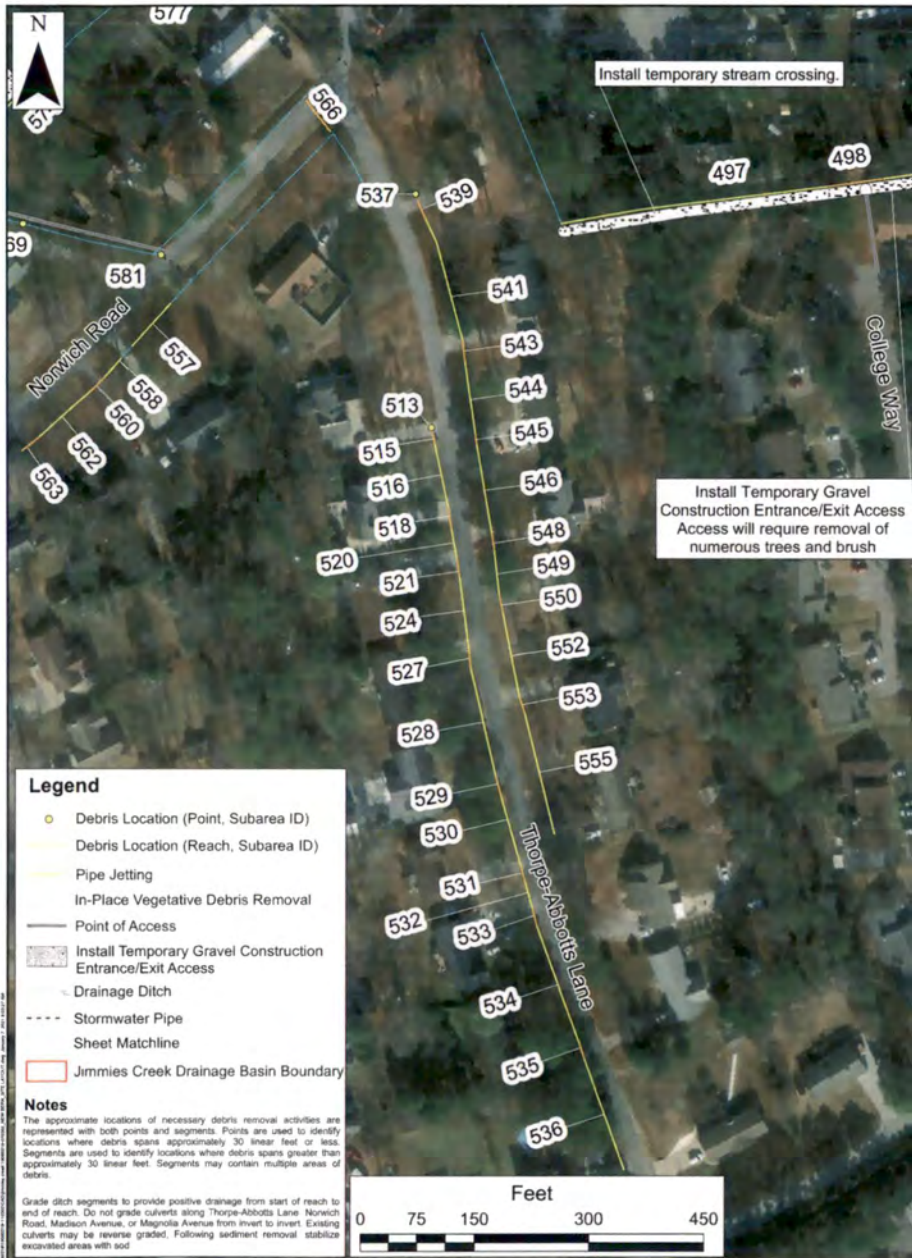 577
N
Install temporary stream crossing.
566
498
497
537
539
69
581
541
Norwich Road
557
543
558
College Way
544
560
513
562
515
545
563
516
546
Install Temporary Gravel
Construction Entrance/Exit Access
Access will require removal of
numerous trees and brush
518
548
520
549
521
550
524
552
527
553
528
555
529
530
531
532
533
Thorpe-Abbotts Lane
534
535
536
Legend
Debris Location (Point, Subarea ID)
Debris Location (Reach, Subarea ID)
Pipe Jetting
In-Place Vegetative Debris Removal
Point of Access
Install Temporary Gravel Construction
Entrance/Exit Access
Drainage Ditch
Stormwater Pipe
Sheet Matchline
Jimmies Creek Drainage Basin Boundary
Notes
The approximate locations of necessary debris removal activities are
represented with both points and segments. Points are used to identify
locations where debris spans approximately 30 linear feet or less.
Segments are used to identify locations where debris spans greater than
approximately 30 linear feet. Segments may contain multiple areas of
debris.
Grade ditch segments to provide positive drainage from start of reach to
end of reach. Do not grade culverts along Thorpe-Abbotts Lane Norwich
Road, Madison Avenue, or Magnolia Avenue from invert to invert. Existing
culverts may be reverse graded. Following sediment removal stabilize
excavated areas with sod
Feet
0 75 150 300 450